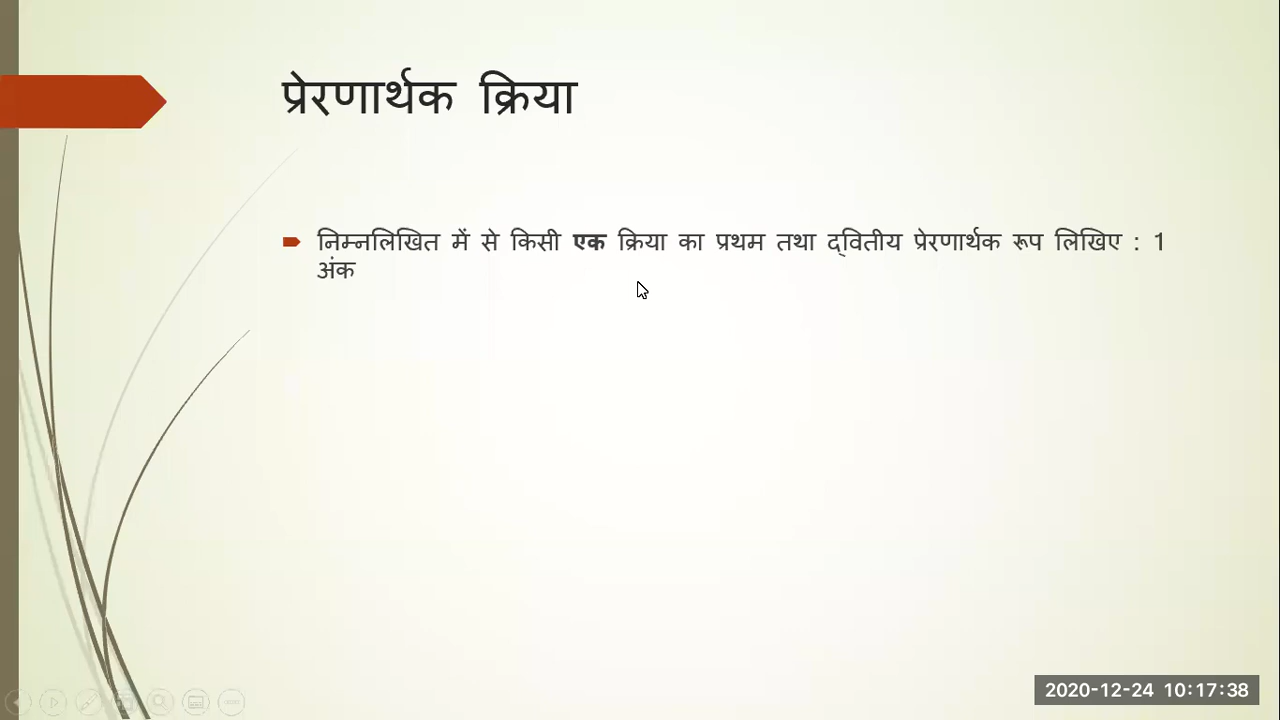 प्रेरणार्थक क्रिया
निम्नलिखित में से किसी एक क्रिया का प्रथम तथा द्‌वितीय प्रेरणार्थक रूप लिखिए : 1
अंक
2020-12-24 10:17:38